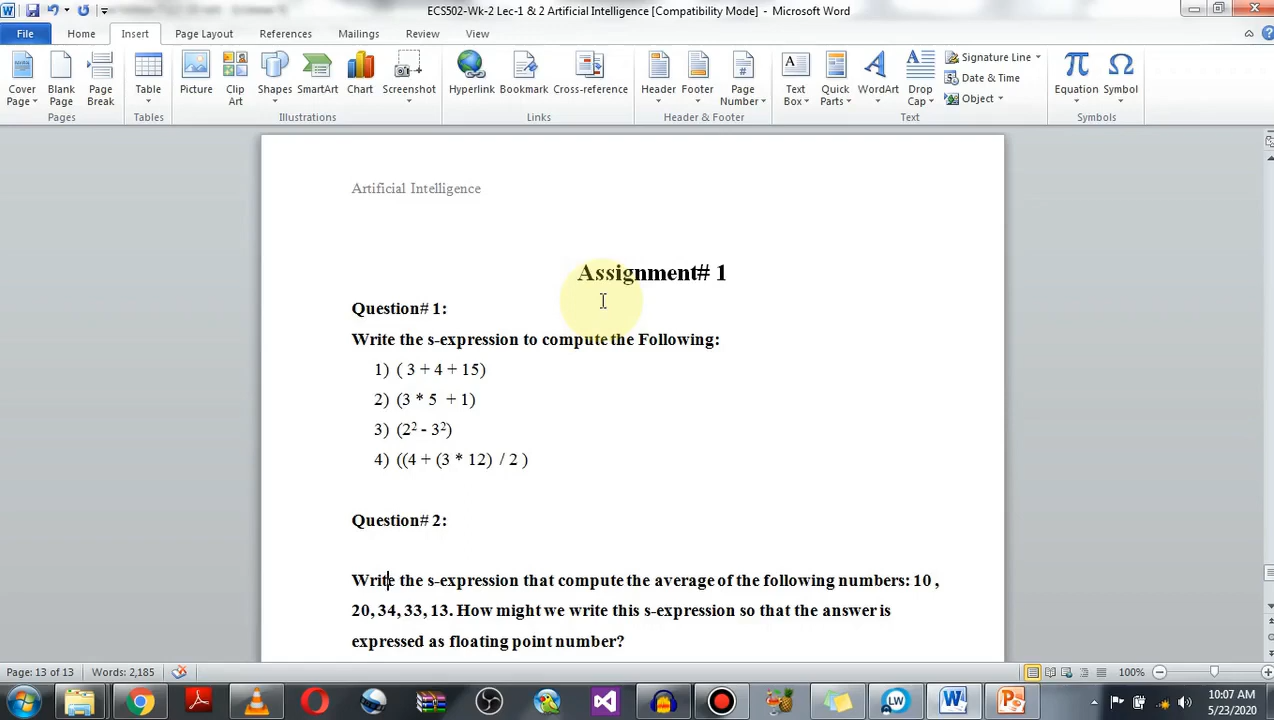 ECS502-Wk-2 Lec-1 & 2 Artificial Intelligence [Compatibility Mode] - Microsoft Word
File Home Insert Page Layout References Mailings Review View
Cover Page Blank Page Page Break Table Picture Clip Art Shapes SmartArt Chart Screenshot Hyperlink Bookmark Cross-reference Header Footer Page Number Text Box Quick Parts WordArt Drop Cap Signature Line Date & Time Object Equation Symbol
Pages Tables Illustrations Links Header & Footer Text Symbols
Artificial Intelligence
Assignment# 1
Question# 1:
Write the s-expression to compute the Following:
1) ( 3 + 4 + 15)
2) (3 * 5 + 1)
3) (2² - 3²)
4) ((4 + (3 * 12) / 2 )
Question# 2:
Write the s-expression that compute the average of the following numbers: 10 ,
20, 34, 33, 13. How might we write this s-expression so that the answer is
expressed as floating point number?
Page: 13 of 13 Words: 2,185 100%
10:07 AM
5/23/2020